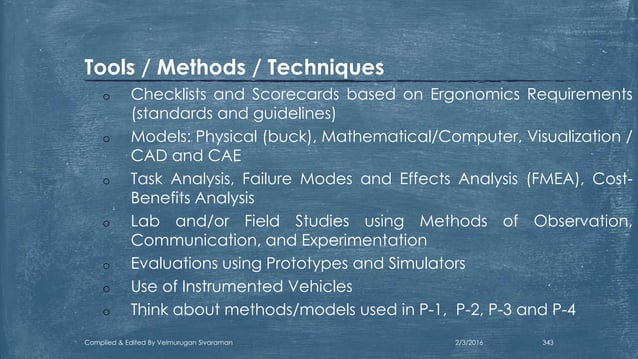 Tools / Methods / Techniques
o Checklists and Scorecards based on Ergonomics Requirements
(standards and guidelines)
o Models: Physical (buck), Mathematical/Computer, Visualization /
CAD and CAE
o Task Analysis, Failure Modes and Effects Analysis (FMEA), Cost-
Benefits Analysis
o Lab and/or Field Studies using Methods of Observation,
Communication, and Experimentation
o Evaluations using Prototypes and Simulators
o Use of Instrumented Vehicles
o Think about methods/models used in P-1, P-2, P-3 and P-4
Complied & Edited By Velmurugan Sivaraman 2/3/2016 343